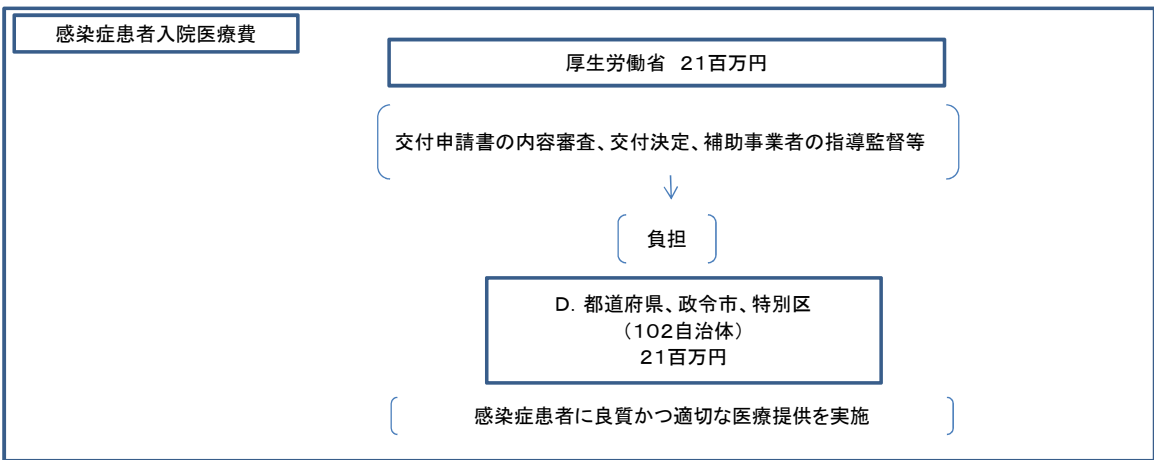 感染症患者入院医療費
厚生労働省 21百万円
交付申請書の内容審査、交付決定、補助事業者の指導監督等
負担
D. 都道府県、政令市、特別区
（102自治体）
21百万円
感染症患者に良質かつ適切な医療提供を実施